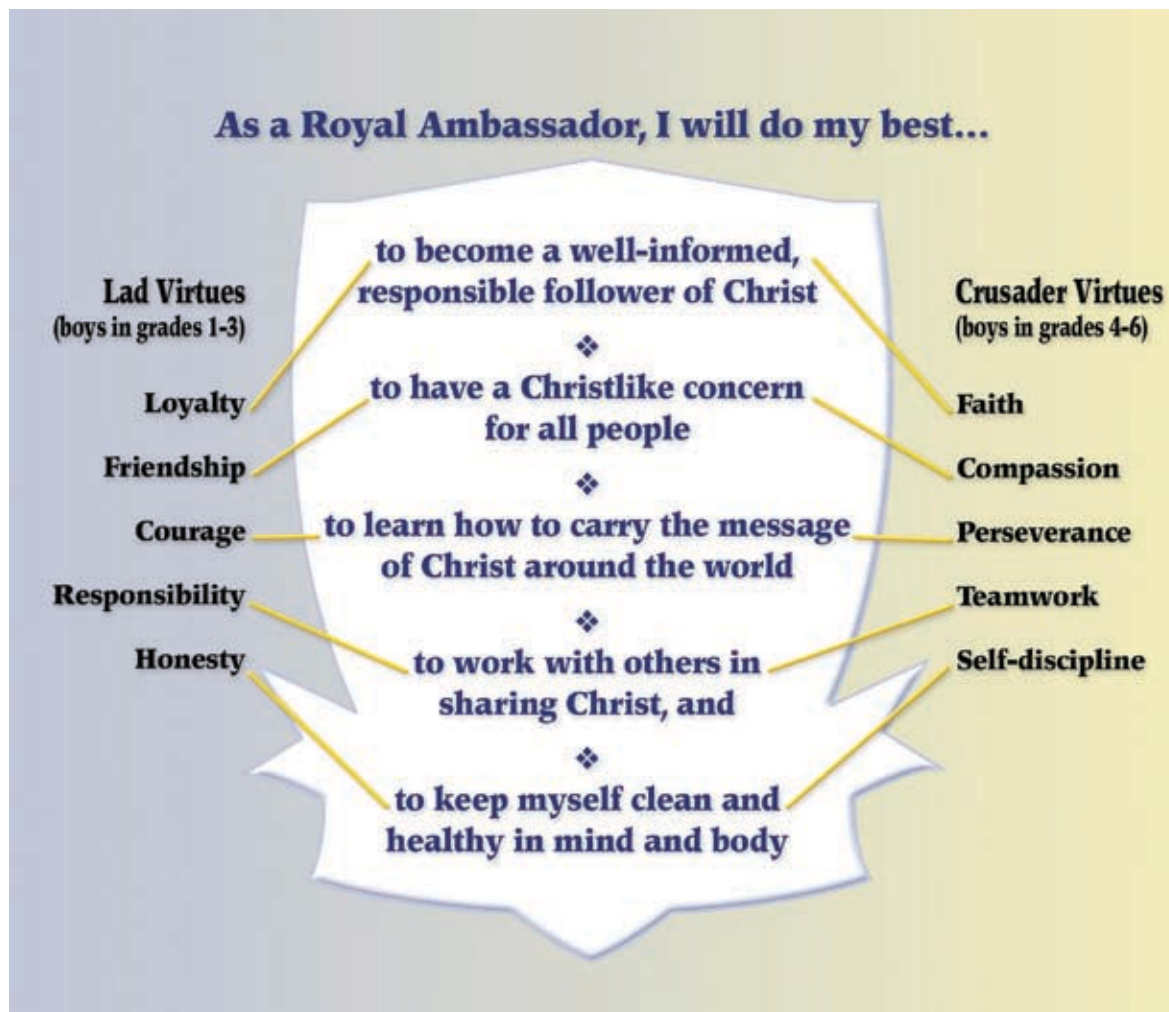 As a Royal Ambassador, I will do my best...
Lad Virtues
(boys in grades 1-3)
Loyalty
Friendship
Courage
Responsibility
Honesty
to become a well-informed,
responsible follower of Christ
❖
to have a Christlike concern
for all people
❖
to learn how to carry the message
of Christ around the world
❖
to work with others in
sharing Christ, and
❖
to keep myself clean and
healthy in mind and body
Crusader Virtues
(boys in grades 4-6)
Faith
Compassion
Perseverance
Teamwork
Self-discipline